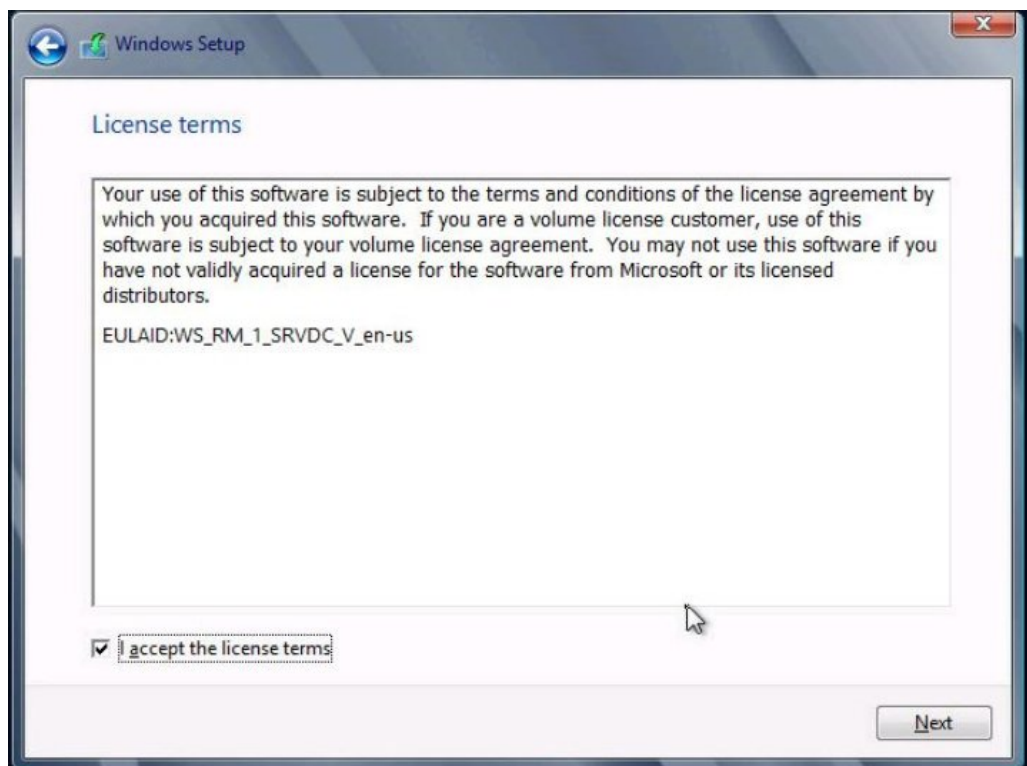 Windows Setup
License terms
Your use of this software is subject to the terms and conditions of the license agreement by
which you acquired this software.  If you are a volume license customer, use of this
software is subject to your volume license agreement.  You may not use this software if you
have not validly acquired a license for the software from Microsoft or its licensed
distributors.
EULAID:WS_RM_1_SRVDC_V_en-us
I accept the license terms
Next